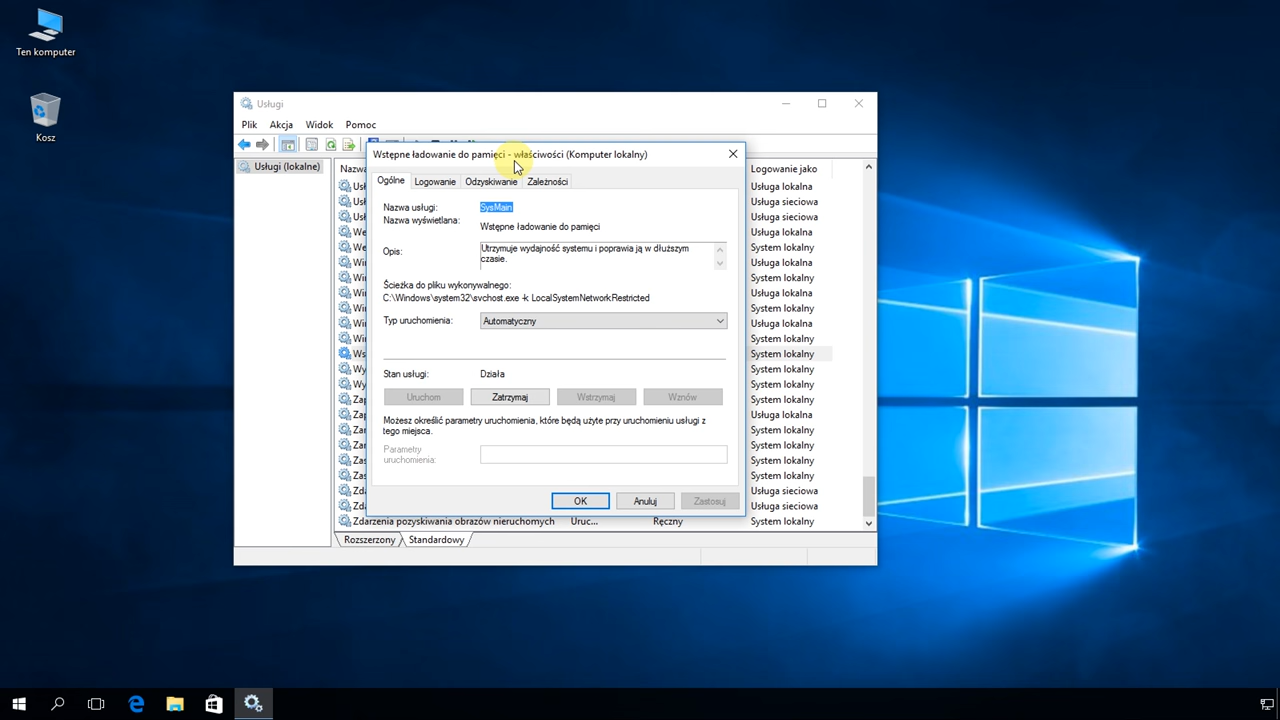 Ten komputer
Kosz
Usługi
Plik Akcja Widok Pomoc
Wstępne ładowanie do pamięci - właściwości (Komputer lokalny)
Usługi (lokalne)
Nazwa
Logowanie jako
Ogólne Logowanie Odzyskiwanie Zależności
Usługa lokalna
Nazwa usługi: SysMain
Usługa sieciowa
Nazwa wyświetlana: Wstępne ładowanie do pamięci
Usługa sieciowa
Usługa lokalna
Opis: Utrzymuje wydajność systemu i poprawia ją w dłuższym
czasie.
System lokalny
Usługa lokalna
System lokalny
Ścieżka do pliku wykonywalnego:
System lokalny
C:\Windows\system32\svchost.exe -k LocalSystemNetworkRestricted
Usługa lokalna
System lokalny
Typ uruchomienia: Automatyczny
Usługa lokalna
System lokalny
System lokalny
System lokalny
Stan usługi: Działa
System lokalny
Uruchom Zatrzymaj Wstrzymaj Wznów
System lokalny
Usługa lokalna
Możesz określić parametry uruchomienia, które będą użyte przy uruchomieniu usługi z
tego miejsca.
System lokalny
System lokalny
Parametry
uruchomienia:
System lokalny
System lokalny
Usługa sieciowa
OK Anuluj Zastosuj
Usługa sieciowa
Zdarzenia pozyskiwania obrazów nieruchomych Uruc... Ręczny System lokalny
Rozszerzony Standardowy